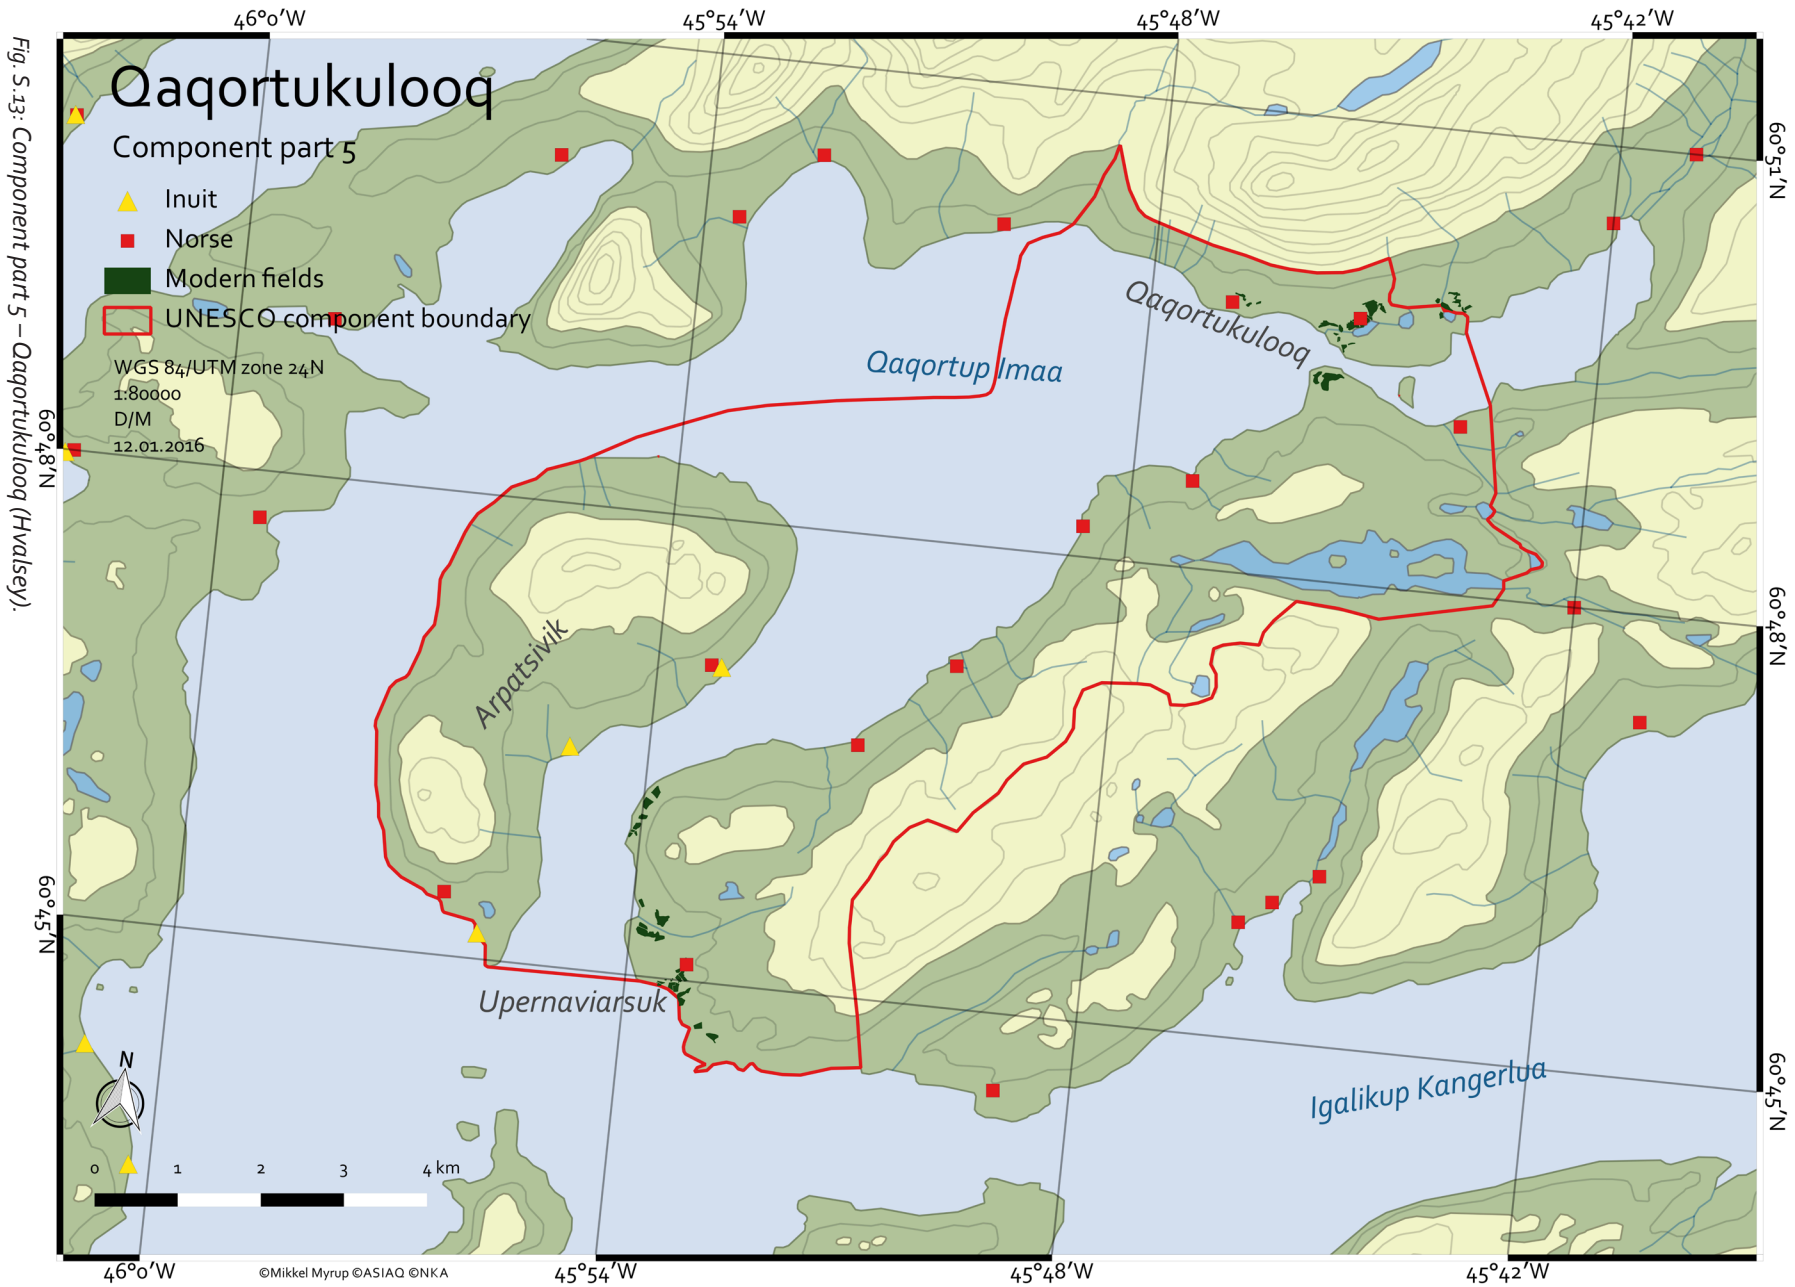 46°0'W
45°54'W
45°48'W
45°42'W
Fig. S.13: Component part 5 – Qaqortukulooq (Hvalsey).
Qaqortukulooq
Component part 5
Inuit
Norse
Modern fields
UNESCO component boundary
WGS 84/UTM zone 24N
1:80000
D/M
12.01.2016
60°51'N
Qaqortukulooq
Qaqortup Imaa
60°48'N
60°48'N
Arpatsivik
60°45'N
Upernaviarsuk
N
Igalikup Kangerlua
60°45'N
0 1 2 3 4 km
46°0'W
©Mikkel Myrup ©ASIAQ ©NKA
45°54'W
45°48'W
45°42'W